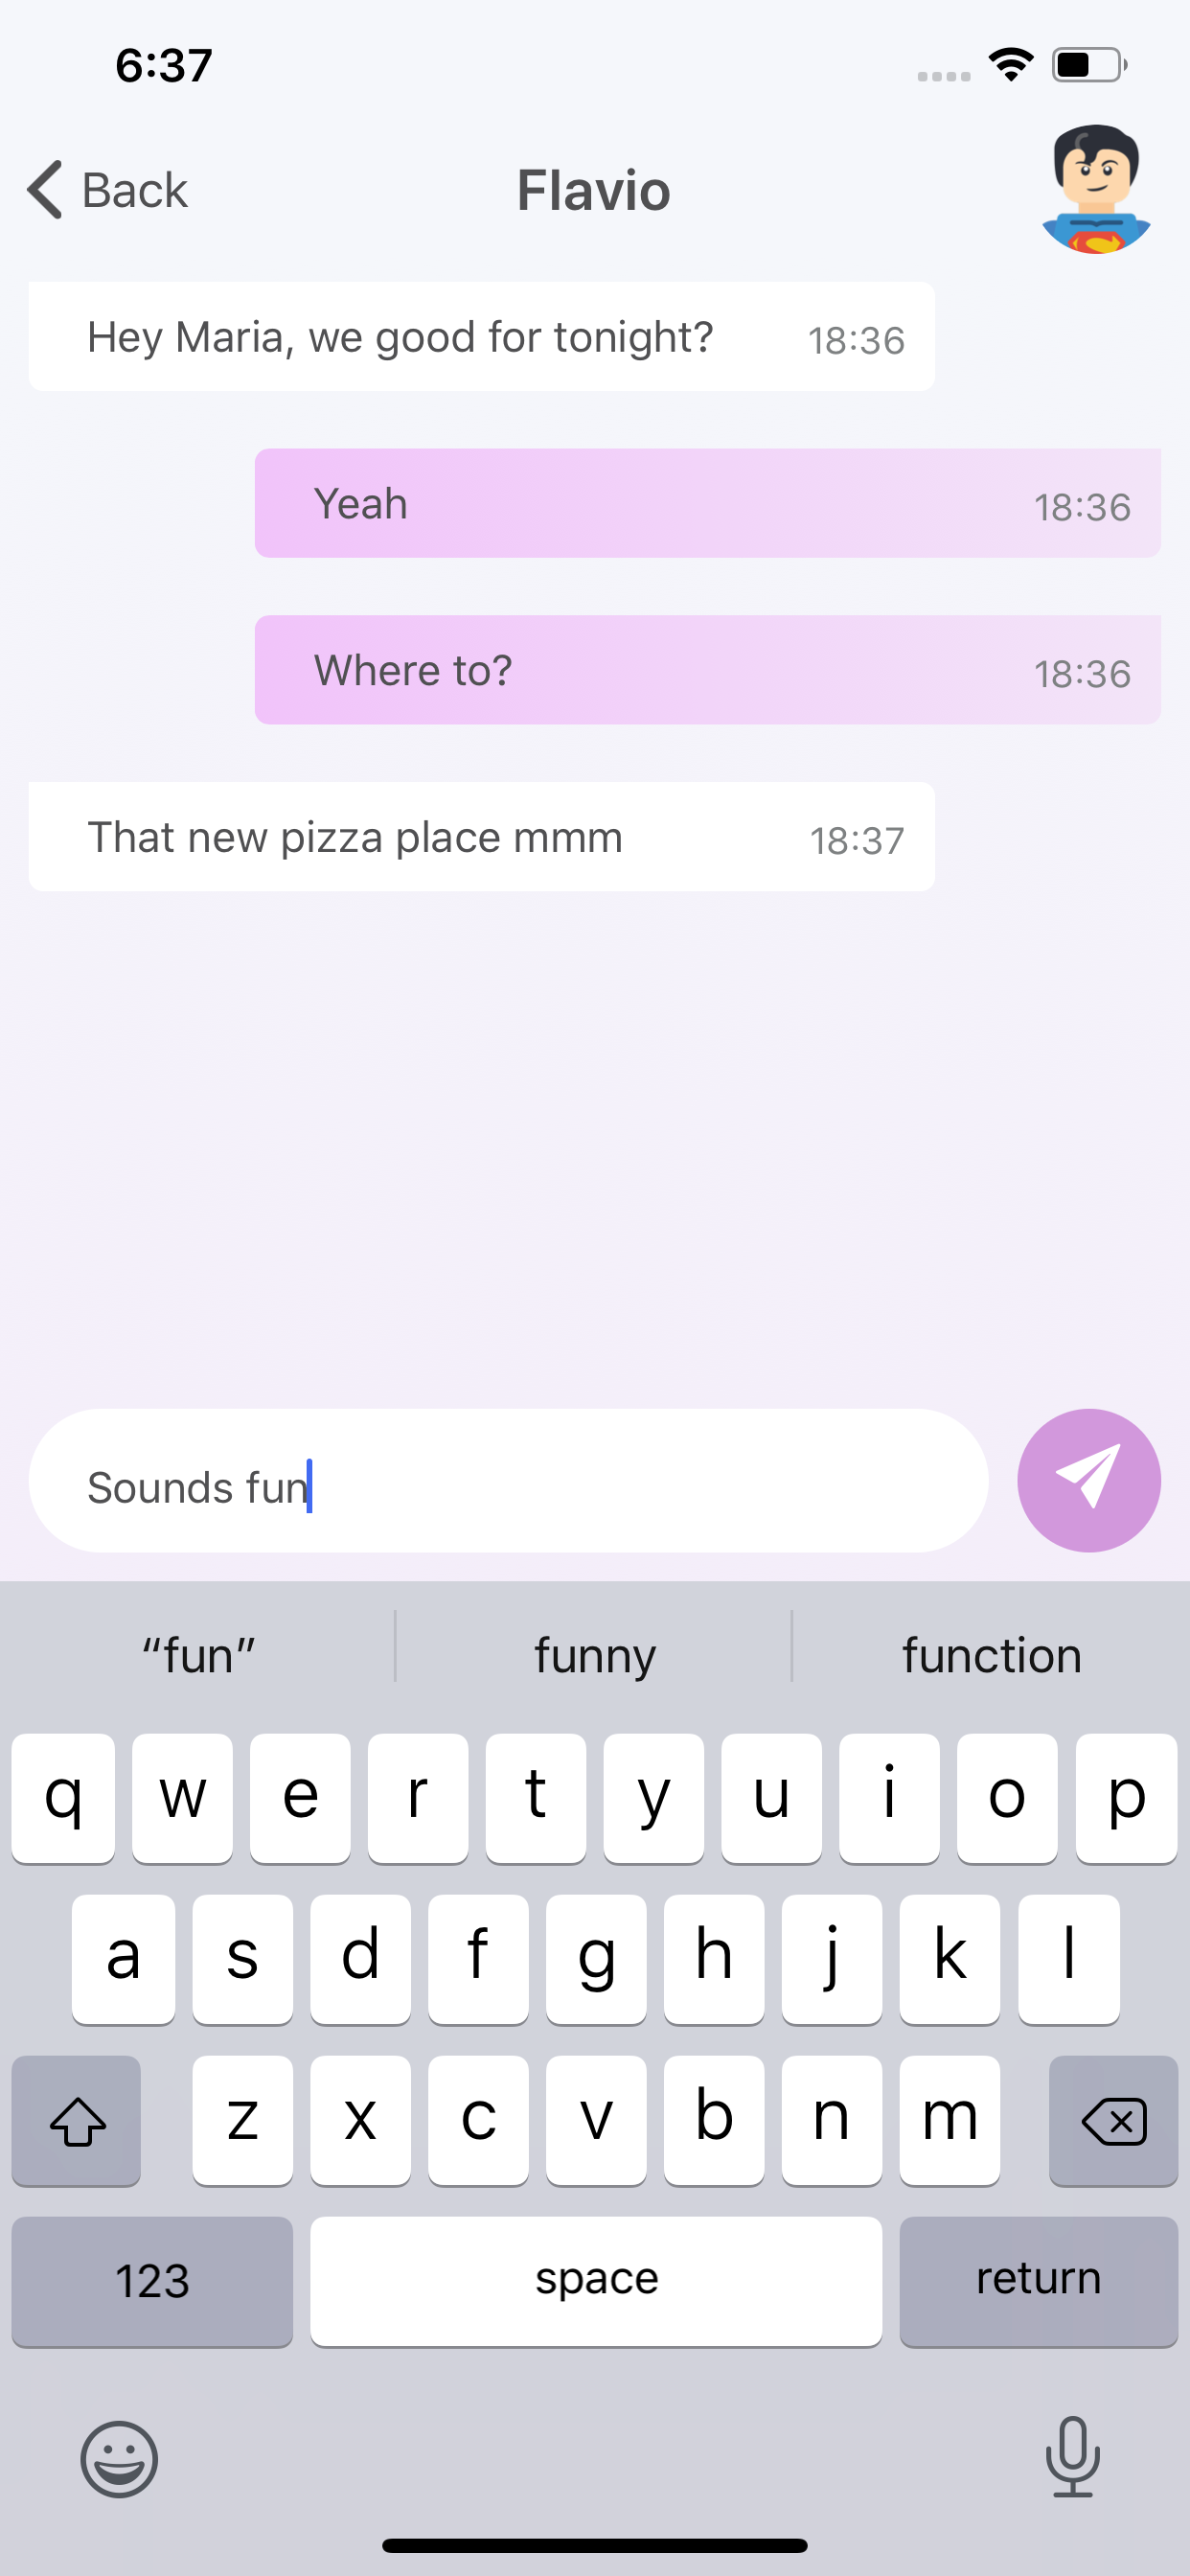 6:37
Back
Flavio
Hey Maria, we good for tonight? 18:36
Yeah 18:36
Where to? 18:36
That new pizza place mmm 18:37
Sounds fun
“fun” funny function
q w e r t y u i o p
a s d f g h j k l
z x c v b n m
123 space return